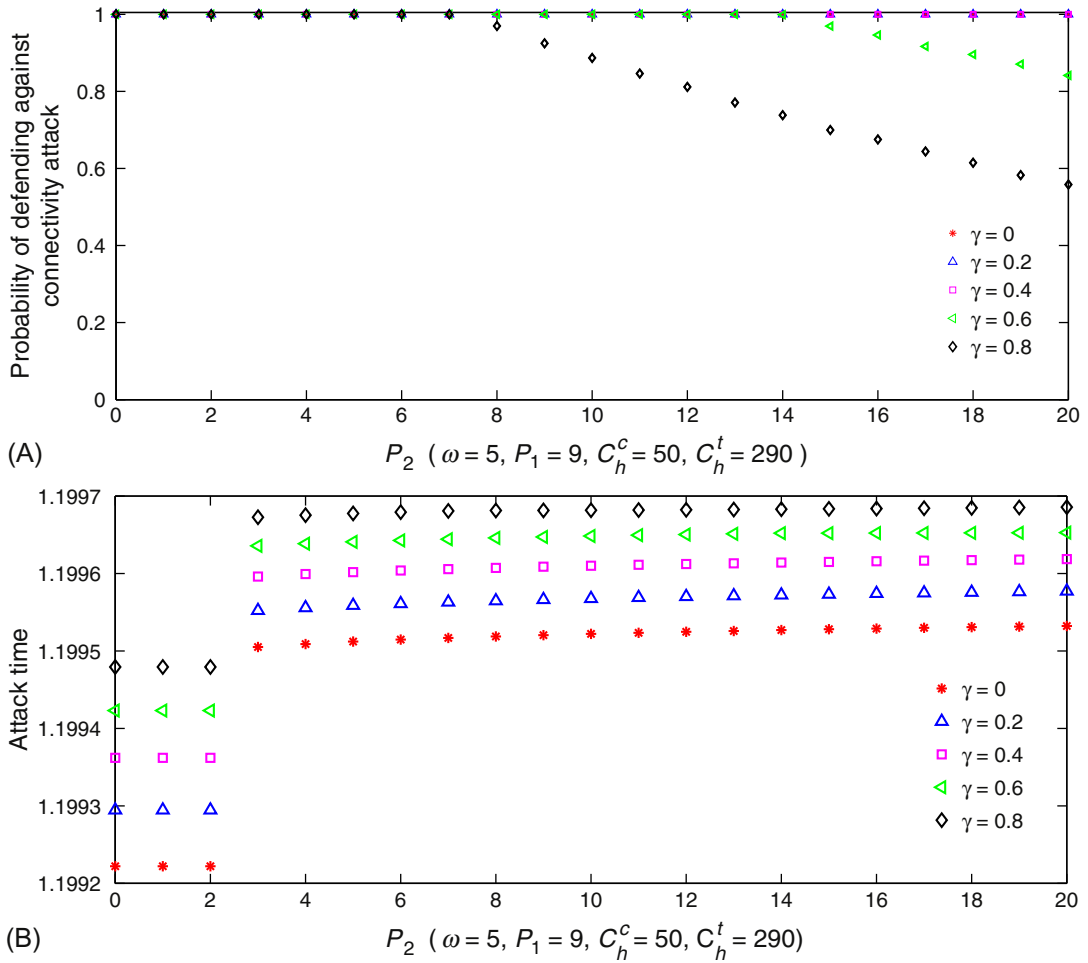 Probability of defending against
connectivity attack
1
0.8
0.6
0.4
0.2
0
γ = 0
γ = 0.2
γ = 0.4
γ = 0.6
γ = 0.8
0 2 4 6 8 10 12 14 16 18 20
(A) P₂ ( ω = 5, P₁ = 9, C_h^c = 50, C_h^t = 290 )
Attack time
1.1997
1.1996
1.1995
1.1994
1.1993
1.1992
γ = 0
γ = 0.2
γ = 0.4
γ = 0.6
γ = 0.8
0 2 4 6 8 10 12 14 16 18 20
(B) P₂ ( ω = 5, P₁ = 9, C_h^c = 50, C_h^t = 290)